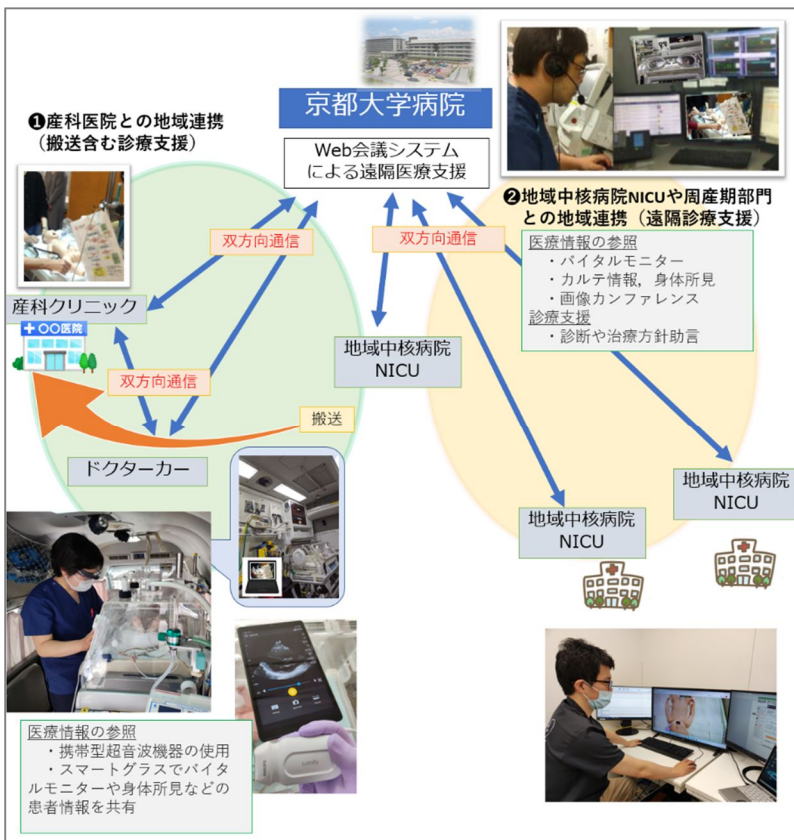 京都大学病院
Web会議システム
による遠隔医療支援
❶産科医院との地域連携
（搬送含む診療支援）
双方向通信
産科クリニック
〇〇医院
双方向通信
搬送
ドクターカー
医療情報の参照
・携帯型超音波機器の使用
・スマートグラスでバイタ
ルモニターや身体所見などの
患者情報を共有
❷地域中核病院NICUや周産期部門
との地域連携（遠隔診療支援）
双方向通信
医療情報の参照
・バイタルモニター
・カルテ情報，身体所見
・画像カンファレンス
診療支援
・診断や治療方針助言
地域中核病院
NICU
地域中核病院
NICU
地域中核病院
NICU